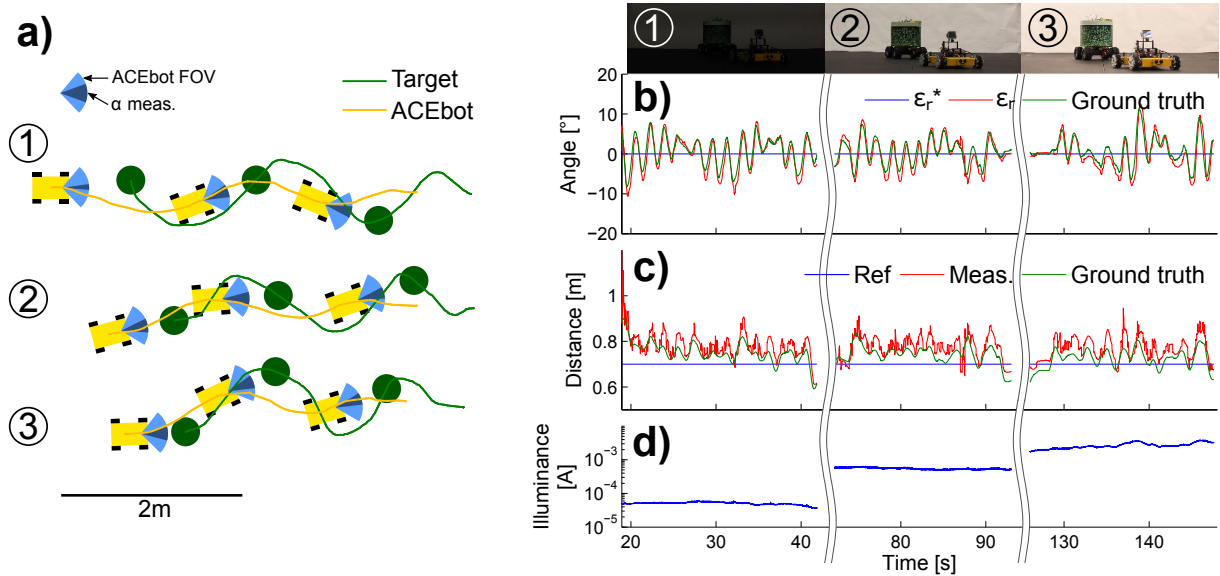 a)
ACEbot FOV
α meas.
Target
ACEbot
1
2
3
2m
1
2
3
b)
εr* εr Ground truth
Angle [°]
20
10
0
−10
−20
c)
Ref Meas. Ground truth
Distance [m]
1
0.8
0.6
d)
Illuminance
[A]
10⁻³
10⁻⁴
10⁻⁵
20 30 40 80 90 130 140
Time [s]